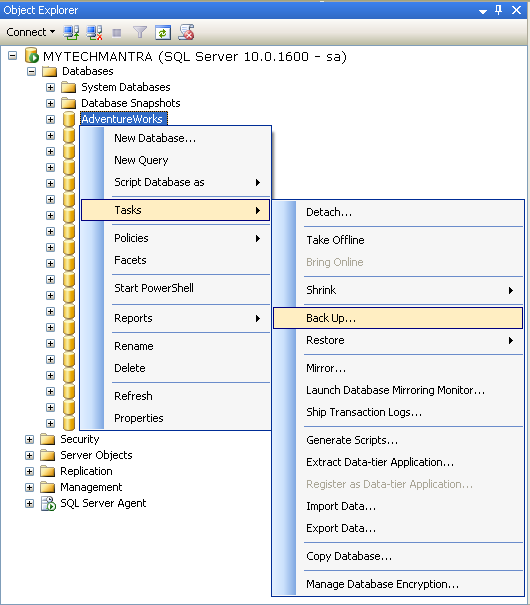 Object Explorer
Connect
MYTECHMANTRA (SQL Server 10.0.1600 - sa)
Databases
System Databases
Database Snapshots
AdventureWorks
New Database...
New Query
Script Database as
Tasks
Policies
Facets
Start PowerShell
Reports
Rename
Delete
Refresh
Properties
Detach...
Take Offline
Bring Online
Shrink
Back Up...
Restore
Mirror...
Launch Database Mirroring Monitor...
Ship Transaction Logs...
Generate Scripts...
Extract Data-tier Application...
Register as Data-tier Application...
Import Data...
Export Data...
Copy Database...
Manage Database Encryption...
Security
Server Objects
Replication
Management
SQL Server Agent